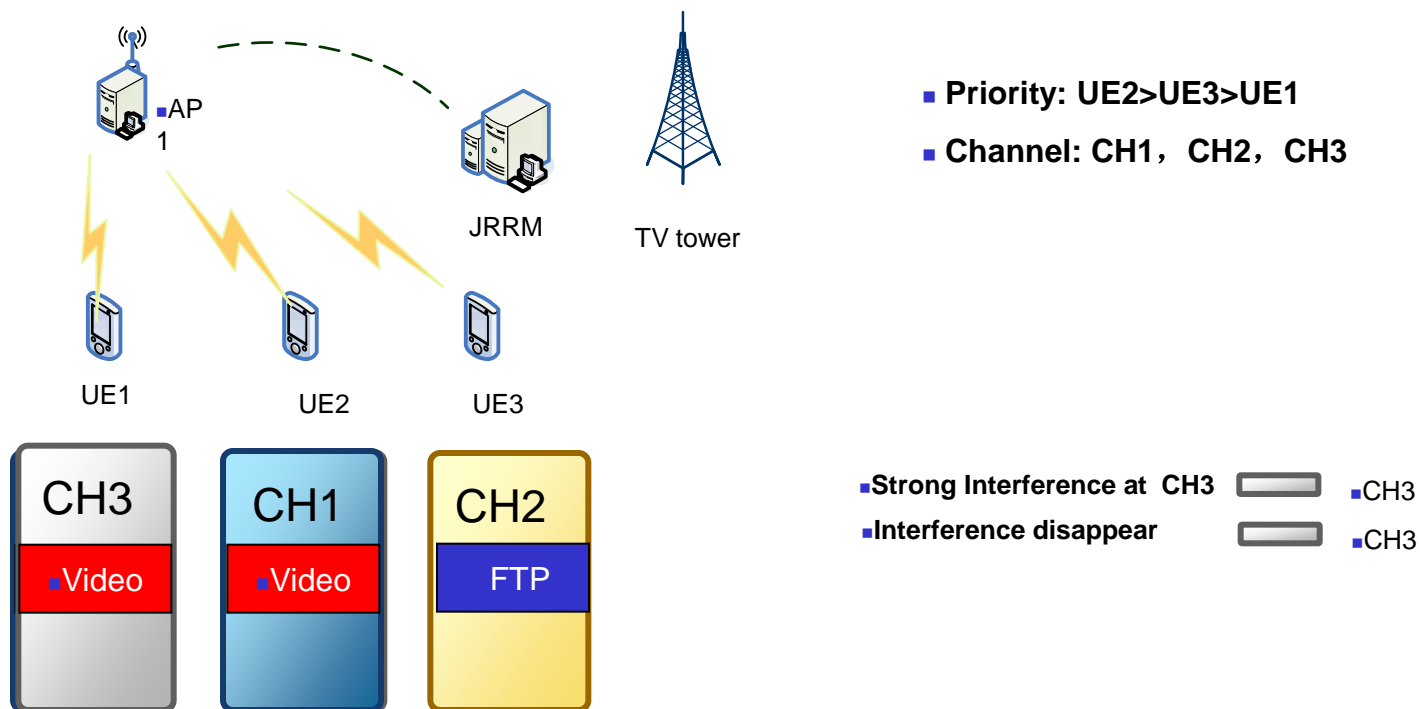 AP
1
Priority: UE2>UE3>UE1
Channel: CH1，CH2，CH3
JRRM
TV tower
UE1
UE2
UE3
CH3
CH1
CH2
Video
Video
FTP
Strong Interference at CH3
CH3
Interference disappear
CH3